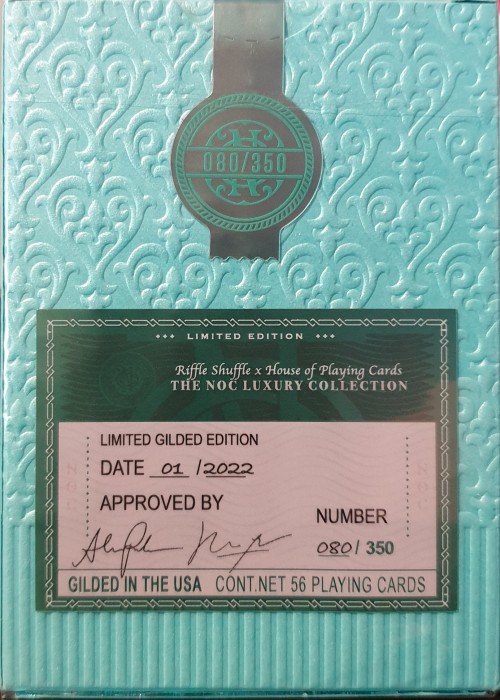 080/350
LIMITED EDITION
Riffle Shuffle x House of Playing Cards
THE NOC LUXURY COLLECTION
LIMITED GILDED EDITION
DATE 01 / 2022
APPROVED BY
NUMBER
080 / 350
GILDED IN THE USA CONT.NET 56 PLAYING CARDS